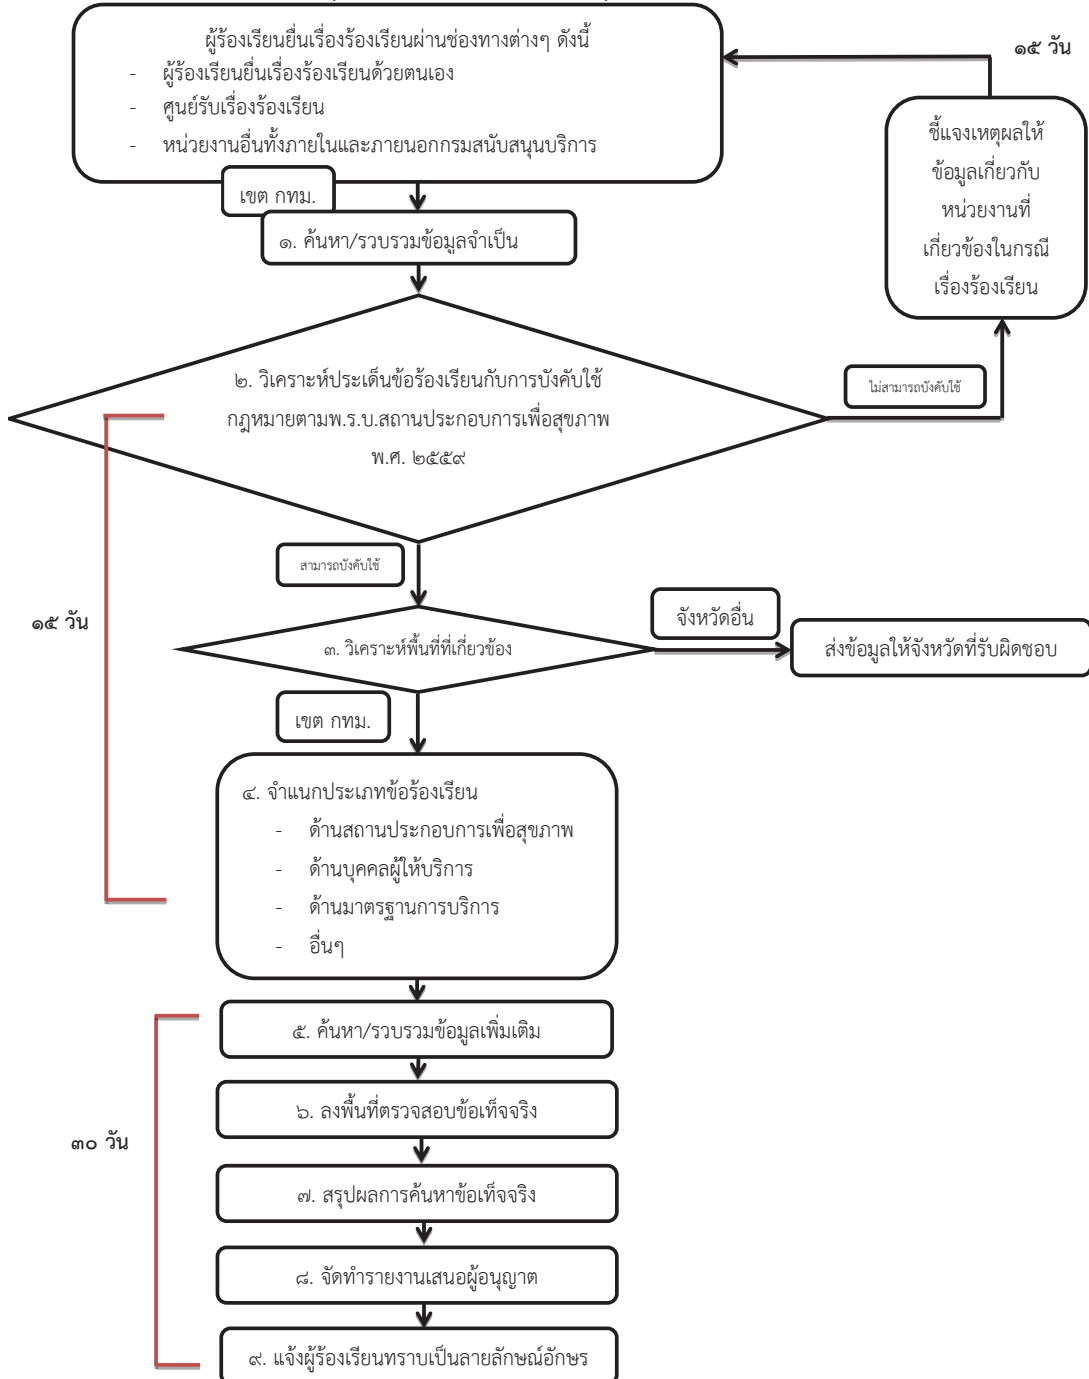 ผู้ร้องเรียนยื่นเรื่องร้องเรียนผ่านช่องทางต่างๆ ดังนี้
- ผู้ร้องเรียนยื่นเรื่องร้องเรียนด้วยตนเอง
- ศูนย์รับเรื่องร้องเรียน
- หน่วยงานอื่นทั้งภายในและภายนอกกรมสนับสนุนบริการ
๑๕ วัน
ชี้แจงเหตุผลให้
ข้อมูลเกี่ยวกับ
หน่วยงานที่
เกี่ยวข้องในกรณี
เรื่องร้องเรียน
เขต กทม.
๑. ค้นหา/รวบรวมข้อมูลจำเป็น
๒. วิเคราะห์ประเด็นข้อร้องเรียนกับการบังคับใช้
กฎหมายตามพ.ร.บ.สถานประกอบการเพื่อสุขภาพ
พ.ศ. ๒๕๕๙
ไม่สามารถบังคับใช้
สามารถบังคับใช้
๑๕ วัน
๓. วิเคราะห์พื้นที่ที่เกี่ยวข้อง
จังหวัดอื่น
ส่งข้อมูลให้จังหวัดที่รับผิดชอบ
เขต กทม.
๔. จำแนกประเภทข้อร้องเรียน
- ด้านสถานประกอบการเพื่อสุขภาพ
- ด้านบุคคลผู้ให้บริการ
- ด้านมาตรฐานการบริการ
- อื่นๆ
๕. ค้นหา/รวบรวมข้อมูลเพิ่มเติม
๖. ลงพื้นที่ตรวจสอบข้อเท็จจริง
๓๐ วัน
๗. สรุปผลการค้นหาข้อเท็จจริง
๘. จัดทำรายงานเสนอผู้อนุญาต
๙. แจ้งผู้ร้องเรียนทราบเป็นลายลักษณ์อักษร